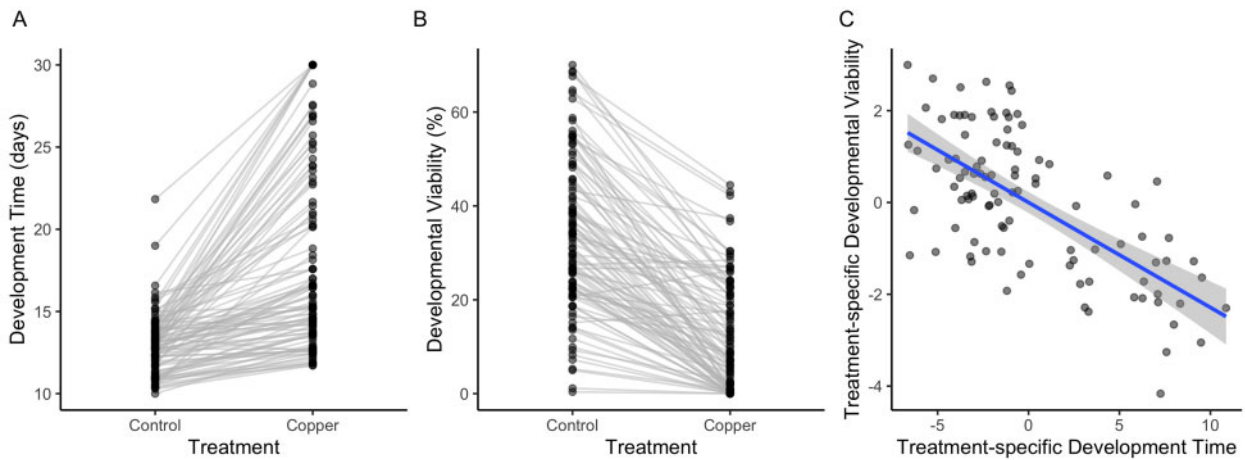 A
Development Time (days)
30
25
20
15
10
Control Copper
Treatment
B
Developmental Viability (%)
60
40
20
0
Control Copper
Treatment
C
Treatment-specific Developmental Viability
2
0
-2
-4
-5 0 5 10
Treatment-specific Development Time